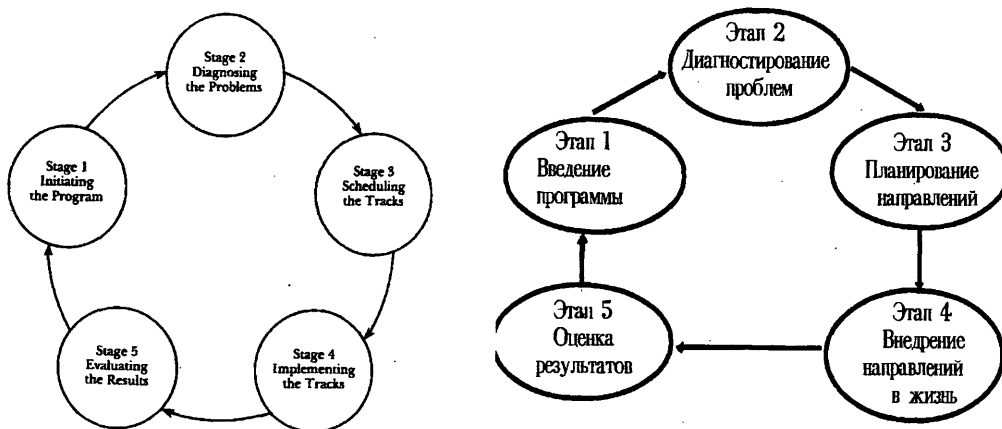 Stage 2
Diagnosing
the Problems
Stage 1
Initiating
the Program
Stage 3
Scheduling
the Tracks
Stage 5
Evaluating
the Results
Stage 4
Implementing
the Tracks
Этап 2
Диагностирование
проблем
Этап 1
Введение
программы
Этап 3
Планирование
направлений
Этап 5
Оценка
результатов
Этап 4
Внедрение
направлений
в жизнь